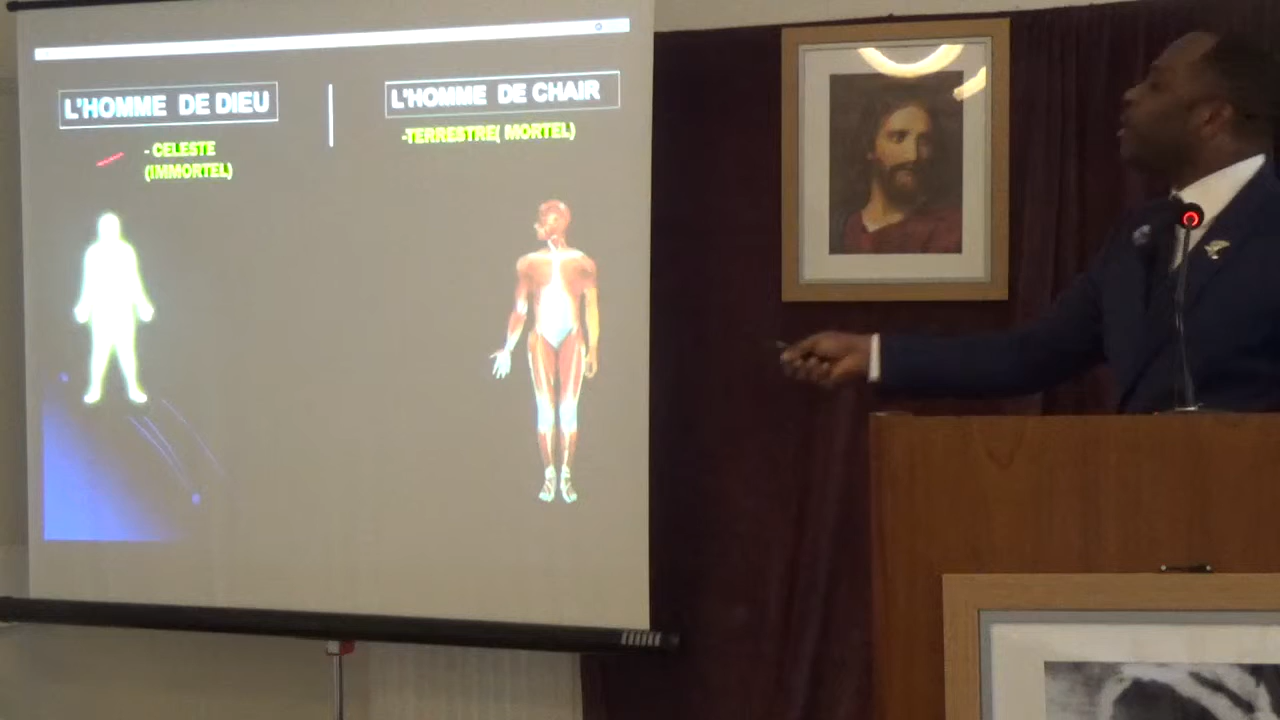 L'HOMME DE DIEU
- CELESTE
(IMMORTEL)
L'HOMME DE CHAIR
-TERRESTRE( MORTEL)